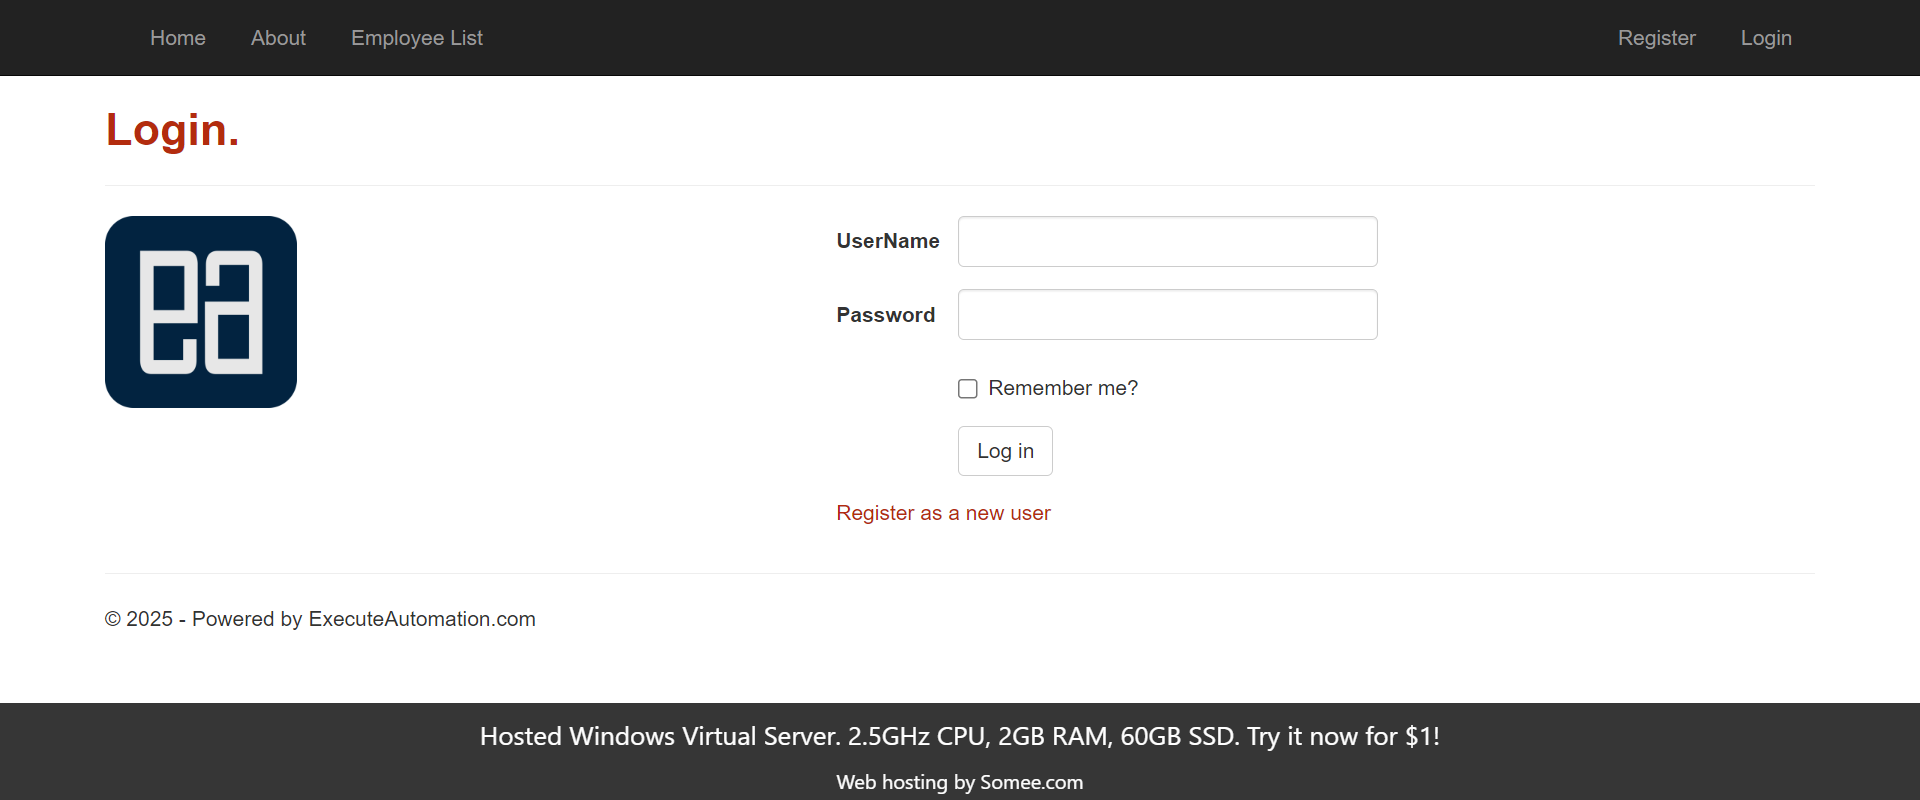 Home About Employee List Register Login
Login.
ea
UserName
Password
Remember me?
Log in
Register as a new user
© 2025 - Powered by ExecuteAutomation.com
Hosted Windows Virtual Server. 2.5GHz CPU, 2GB RAM, 60GB SSD. Try it now for $1!
Web hosting by Somee.com